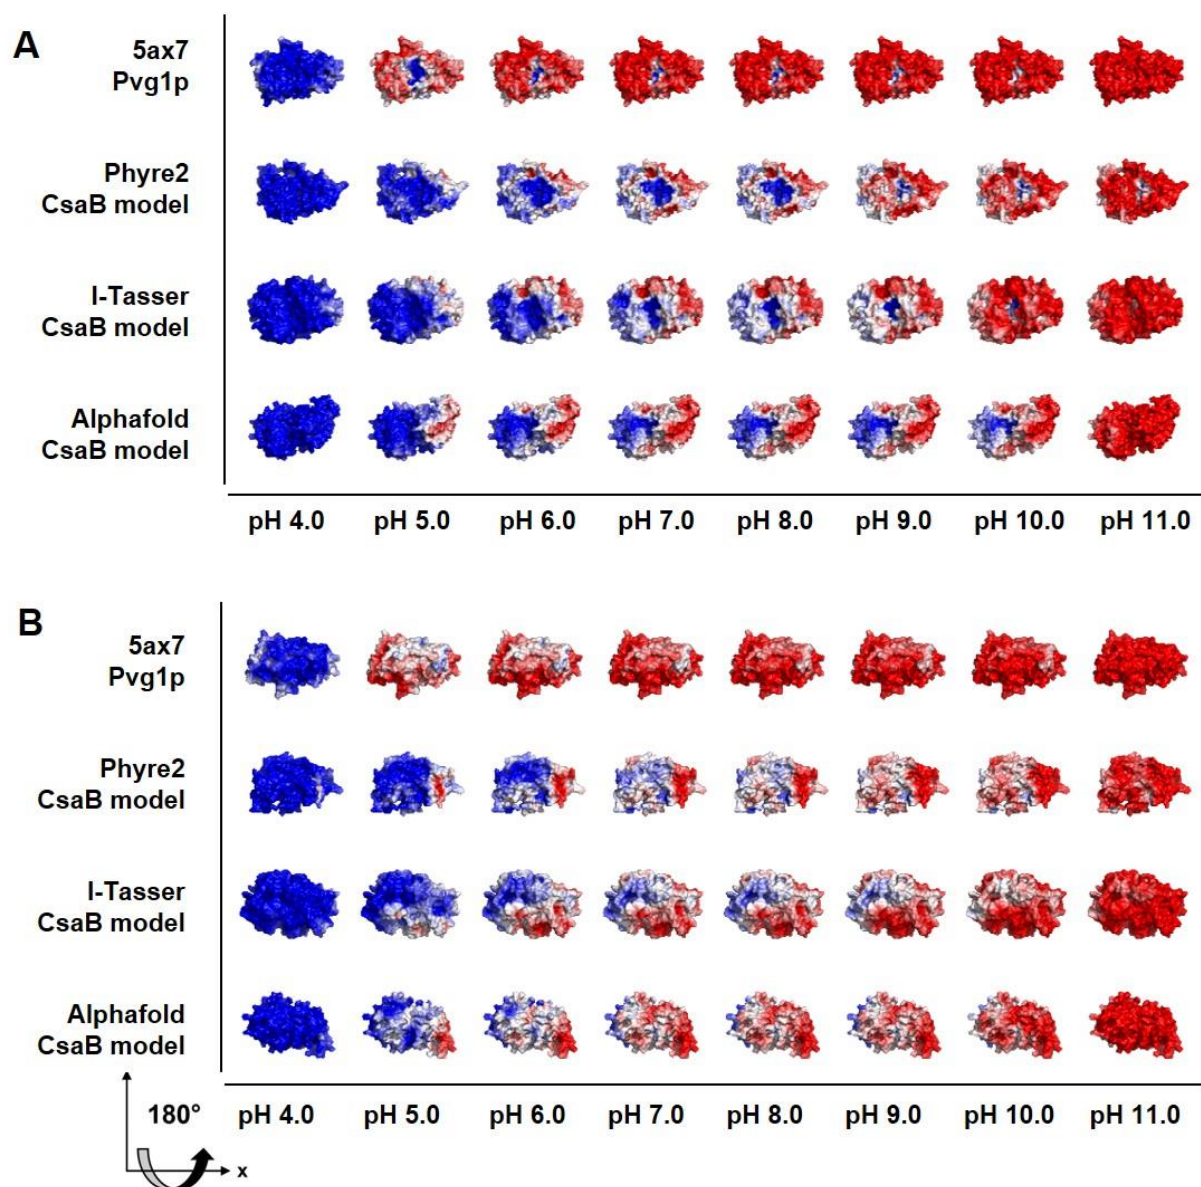 A
5ax7
Pvg1p
Phyre2
CsaB model
I-Tasser
CsaB model
Alphafold
CsaB model
pH 4.0 pH 5.0 pH 6.0 pH 7.0 pH 8.0 pH 9.0 pH 10.0 pH 11.0
B
5ax7
Pvg1p
Phyre2
CsaB model
I-Tasser
CsaB model
Alphafold
CsaB model
180°
x
pH 4.0 pH 5.0 pH 6.0 pH 7.0 pH 8.0 pH 9.0 pH 10.0 pH 11.0